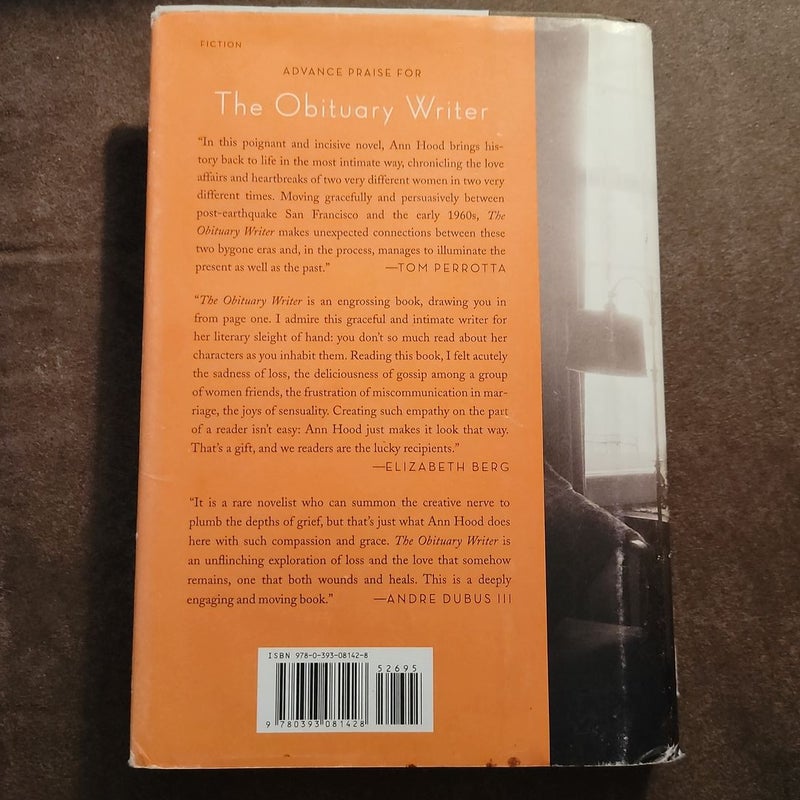 FICTION
ADVANCE PRAISE FOR
The Obituary Writer
“In this poignant and incisive novel, Ann Hood brings his-
tory back to life in the most intimate way, chronicling the love
affairs and heartbreaks of two very different women in two very
different times. Moving gracefully and persuasively between
post-earthquake San Francisco and the early 1960s, The
Obituary Writer makes unexpected connections between these
two bygone eras and, in the process, manages to illuminate the
present as well as the past.” —TOM PERROTTA
“The Obituary Writer is an engrossing book, drawing you in
from page one. I admire this graceful and intimate writer for
her literary sleight of hand: you don’t so much read about her
characters as you inhabit them. Reading this book, I felt acutely
the sadness of loss, the deliciousness of gossip among a group
of women friends, the frustration of miscommunication in mar-
riage, the joys of sensuality. Creating such empathy on the part
of a reader isn’t easy: Ann Hood just makes it look that way.
That’s a gift, and we readers are the lucky recipients.”
—ELIZABETH BERG
“It is a rare novelist who can summon the creative nerve to
plumb the depths of grief, but that’s just what Ann Hood does
here with such compassion and grace. The Obituary Writer is
an unflinching exploration of loss and the love that somehow
remains, one that both wounds and heals. This is a deeply
engaging and moving book.” —ANDRE DUBUS III
ISBN 978-0-393-08142-8
52695
9 780393 081428